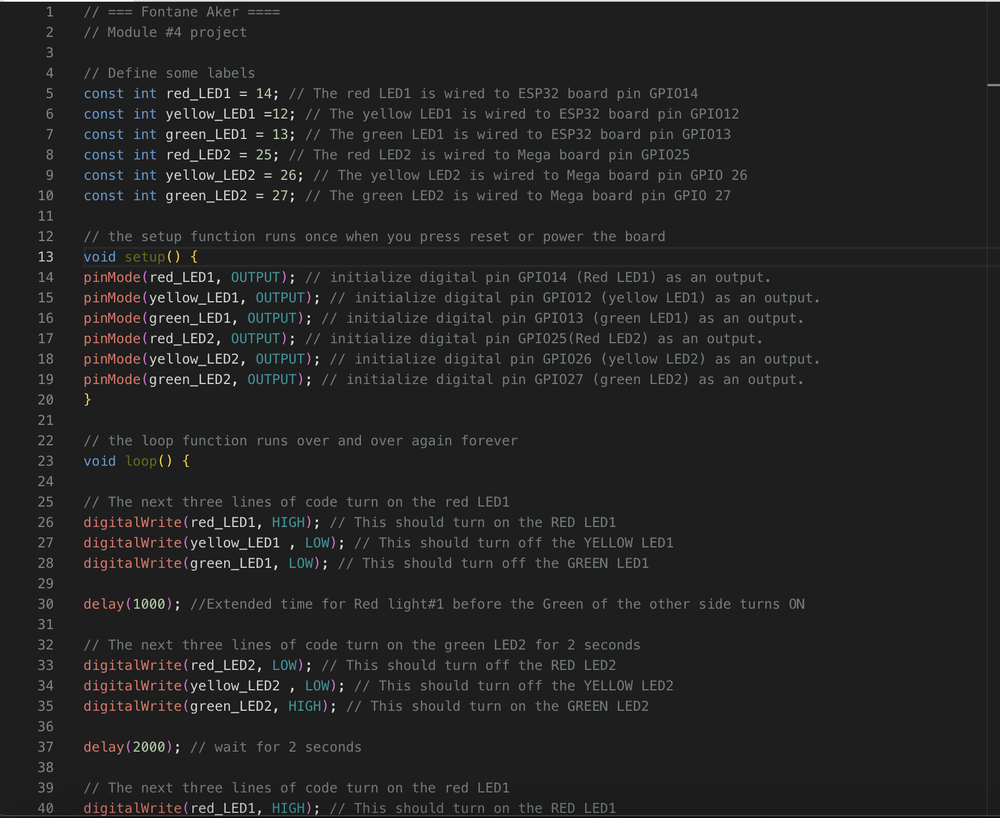 1 // === Fontane Aker ====
2 // Module #4 project
3
4 // Define some labels
5 const int red_LED1 = 14; // The red LED1 is wired to ESP32 board pin GPIO14
6 const int yellow_LED1 =12; // The yellow LED1 is wired to ESP32 board pin GPIO12
7 const int green_LED1 = 13; // The green LED1 is wired to ESP32 board pin GPIO13
8 const int red_LED2 = 25; // The red LED2 is wired to Mega board pin GPIO25
9 const int yellow_LED2 = 26; // The yellow LED2 is wired to Mega board pin GPIO 26
10 const int green_LED2 = 27; // The green LED2 is wired to Mega board pin GPIO 27
11
12 // the setup function runs once when you press reset or power the board
13 void setup() {
14 pinMode(red_LED1, OUTPUT); // initialize digital pin GPIO14 (Red LED1) as an output.
15 pinMode(yellow_LED1, OUTPUT); // initialize digital pin GPIO12 (yellow LED1) as an output.
16 pinMode(green_LED1, OUTPUT); // initialize digital pin GPIO13 (green LED1) as an output.
17 pinMode(red_LED2, OUTPUT); // initialize digital pin GPIO25(Red LED2) as an output.
18 pinMode(yellow_LED2, OUTPUT); // initialize digital pin GPIO26 (yellow LED2) as an output.
19 pinMode(green_LED2, OUTPUT); // initialize digital pin GPIO27 (green LED2) as an output.
20 }
21
22 // the loop function runs over and over again forever
23 void loop() {
24
25 // The next three lines of code turn on the red LED1
26 digitalWrite(red_LED1, HIGH); // This should turn on the RED LED1
27 digitalWrite(yellow_LED1 , LOW); // This should turn off the YELLOW LED1
28 digitalWrite(green_LED1, LOW); // This should turn off the GREEN LED1
29
30 delay(1000); //Extended time for Red light#1 before the Green of the other side turns ON
31
32 // The next three lines of code turn on the green LED2 for 2 seconds
33 digitalWrite(red_LED2, LOW); // This should turn off the RED LED2
34 digitalWrite(yellow_LED2 , LOW); // This should turn off the YELLOW LED2
35 digitalWrite(green_LED2, HIGH); // This should turn on the GREEN LED2
36
37 delay(2000); // wait for 2 seconds
38
39 // The next three lines of code turn on the red LED1
40 digitalWrite(red_LED1, HIGH); // This should turn on the RED LED1